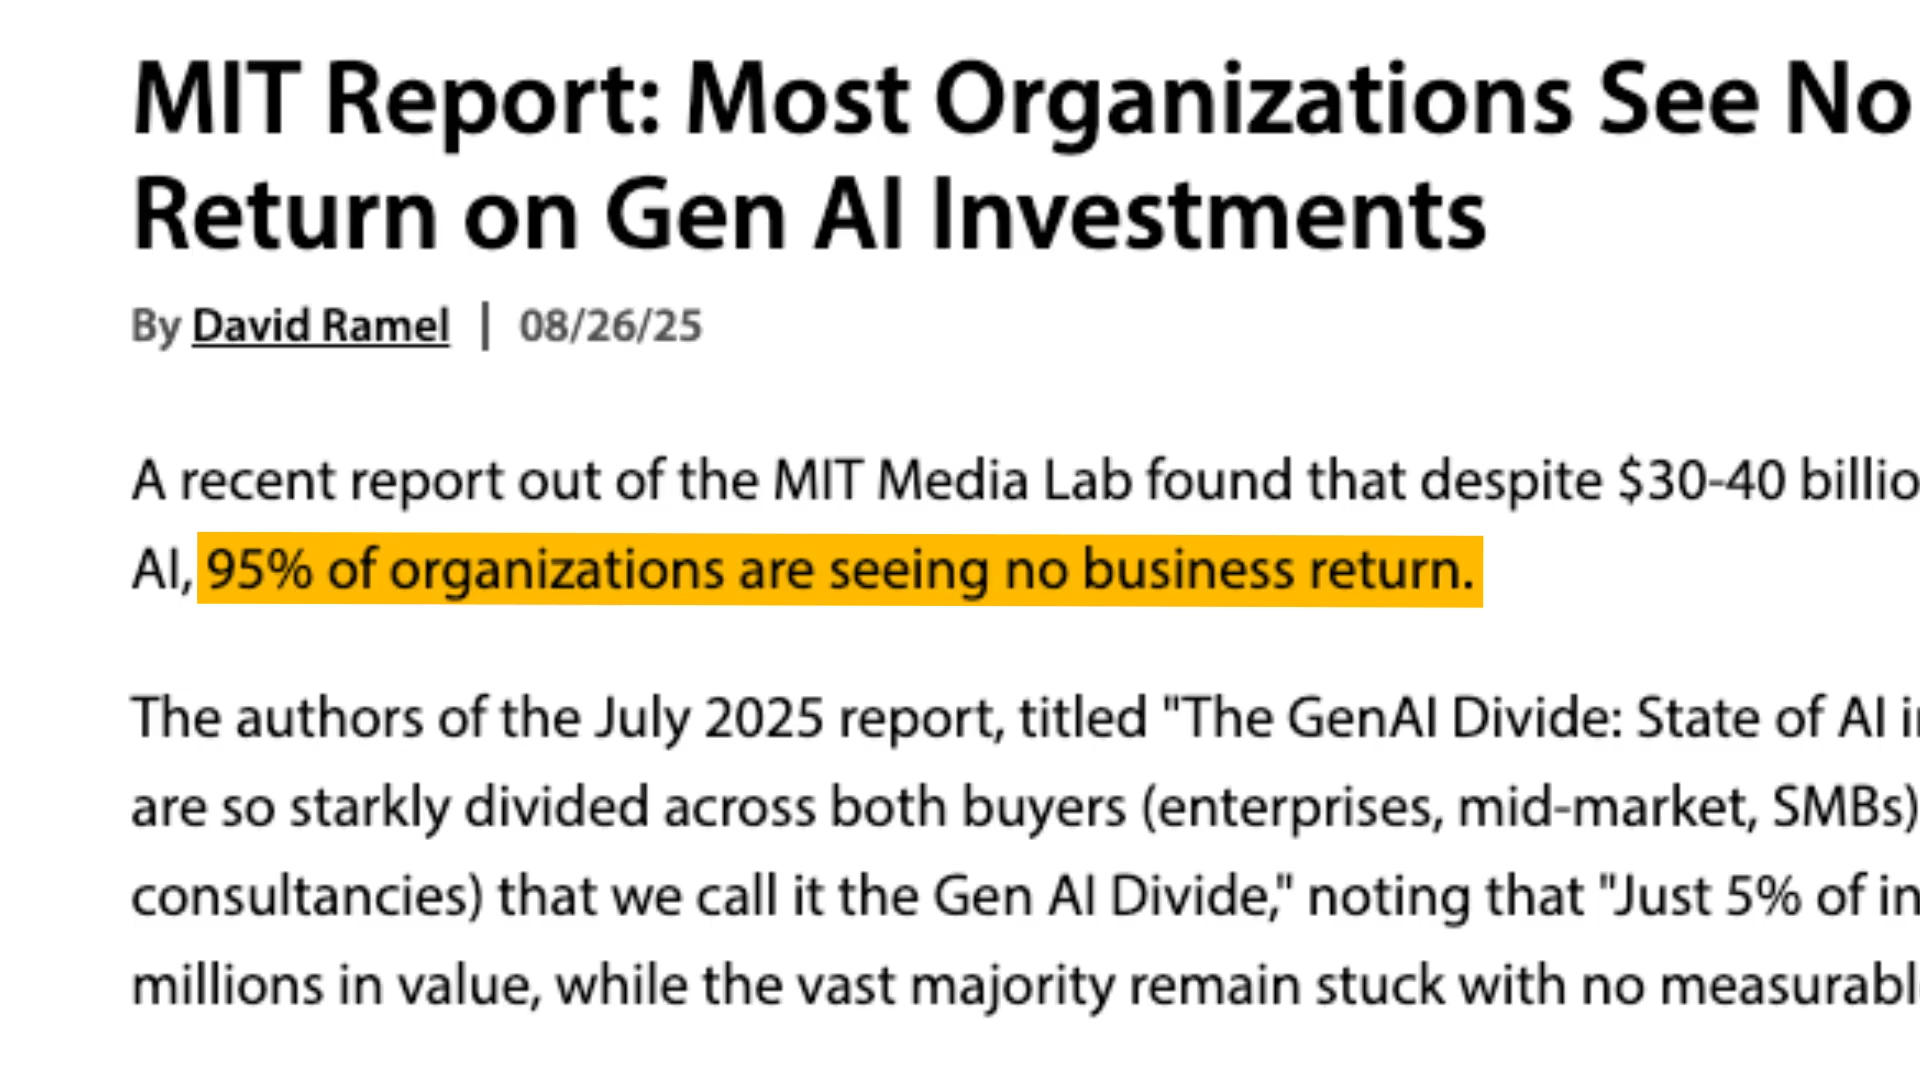 MIT Report: Most Organizations See No
Return on Gen AI Investments
By David Ramel | 08/26/25
A recent report out of the MIT Media Lab found that despite $30-40 billio
AI, 95% of organizations are seeing no business return.
The authors of the July 2025 report, titled "The GenAI Divide: State of AI i
are so starkly divided across both buyers (enterprises, mid-market, SMBs)
consultancies) that we call it the Gen AI Divide," noting that "Just 5% of in
millions in value, while the vast majority remain stuck with no measurabl